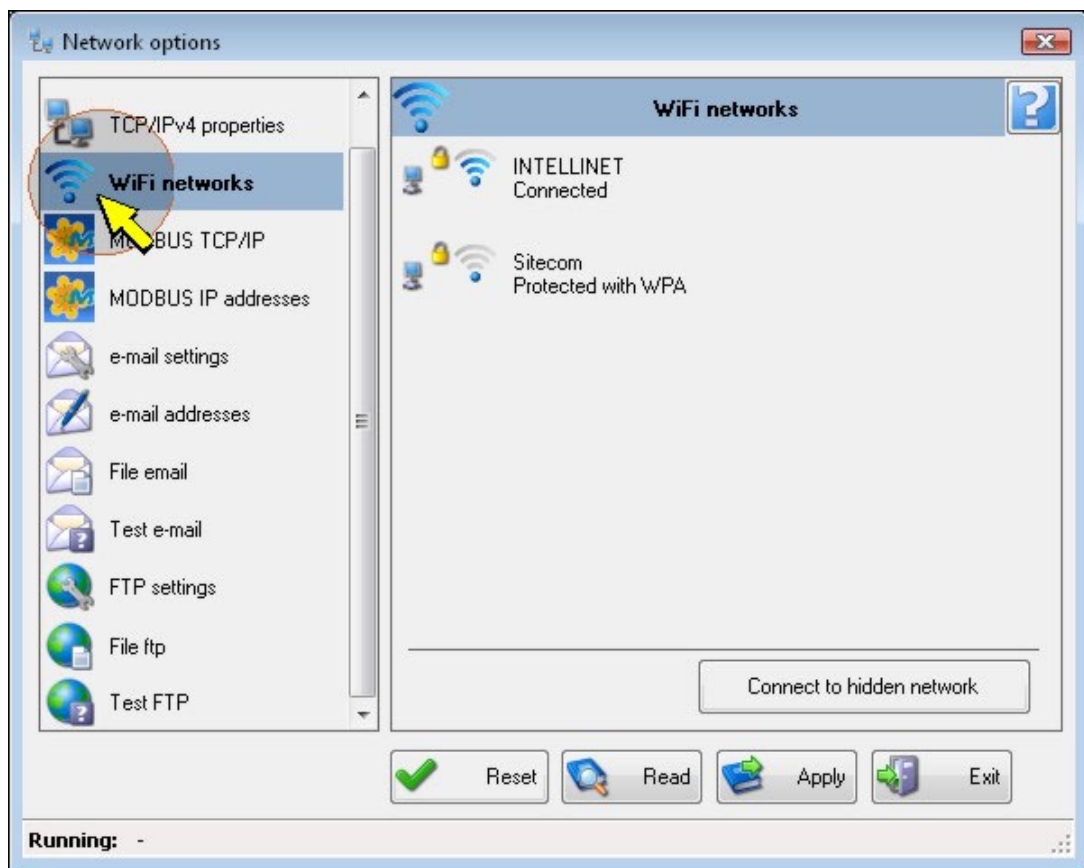 Network options
TCP/IPv4 properties
WiFi networks
MODBUS TCP/IP
MODBUS IP addresses
e-mail settings
e-mail addresses
File email
Test e-mail
FTP settings
File ftp
Test FTP
WiFi networks
INTELLINET
Connected
Sitecom
Protected with WPA
Connect to hidden network
Reset
Read
Apply
Exit
Running: -